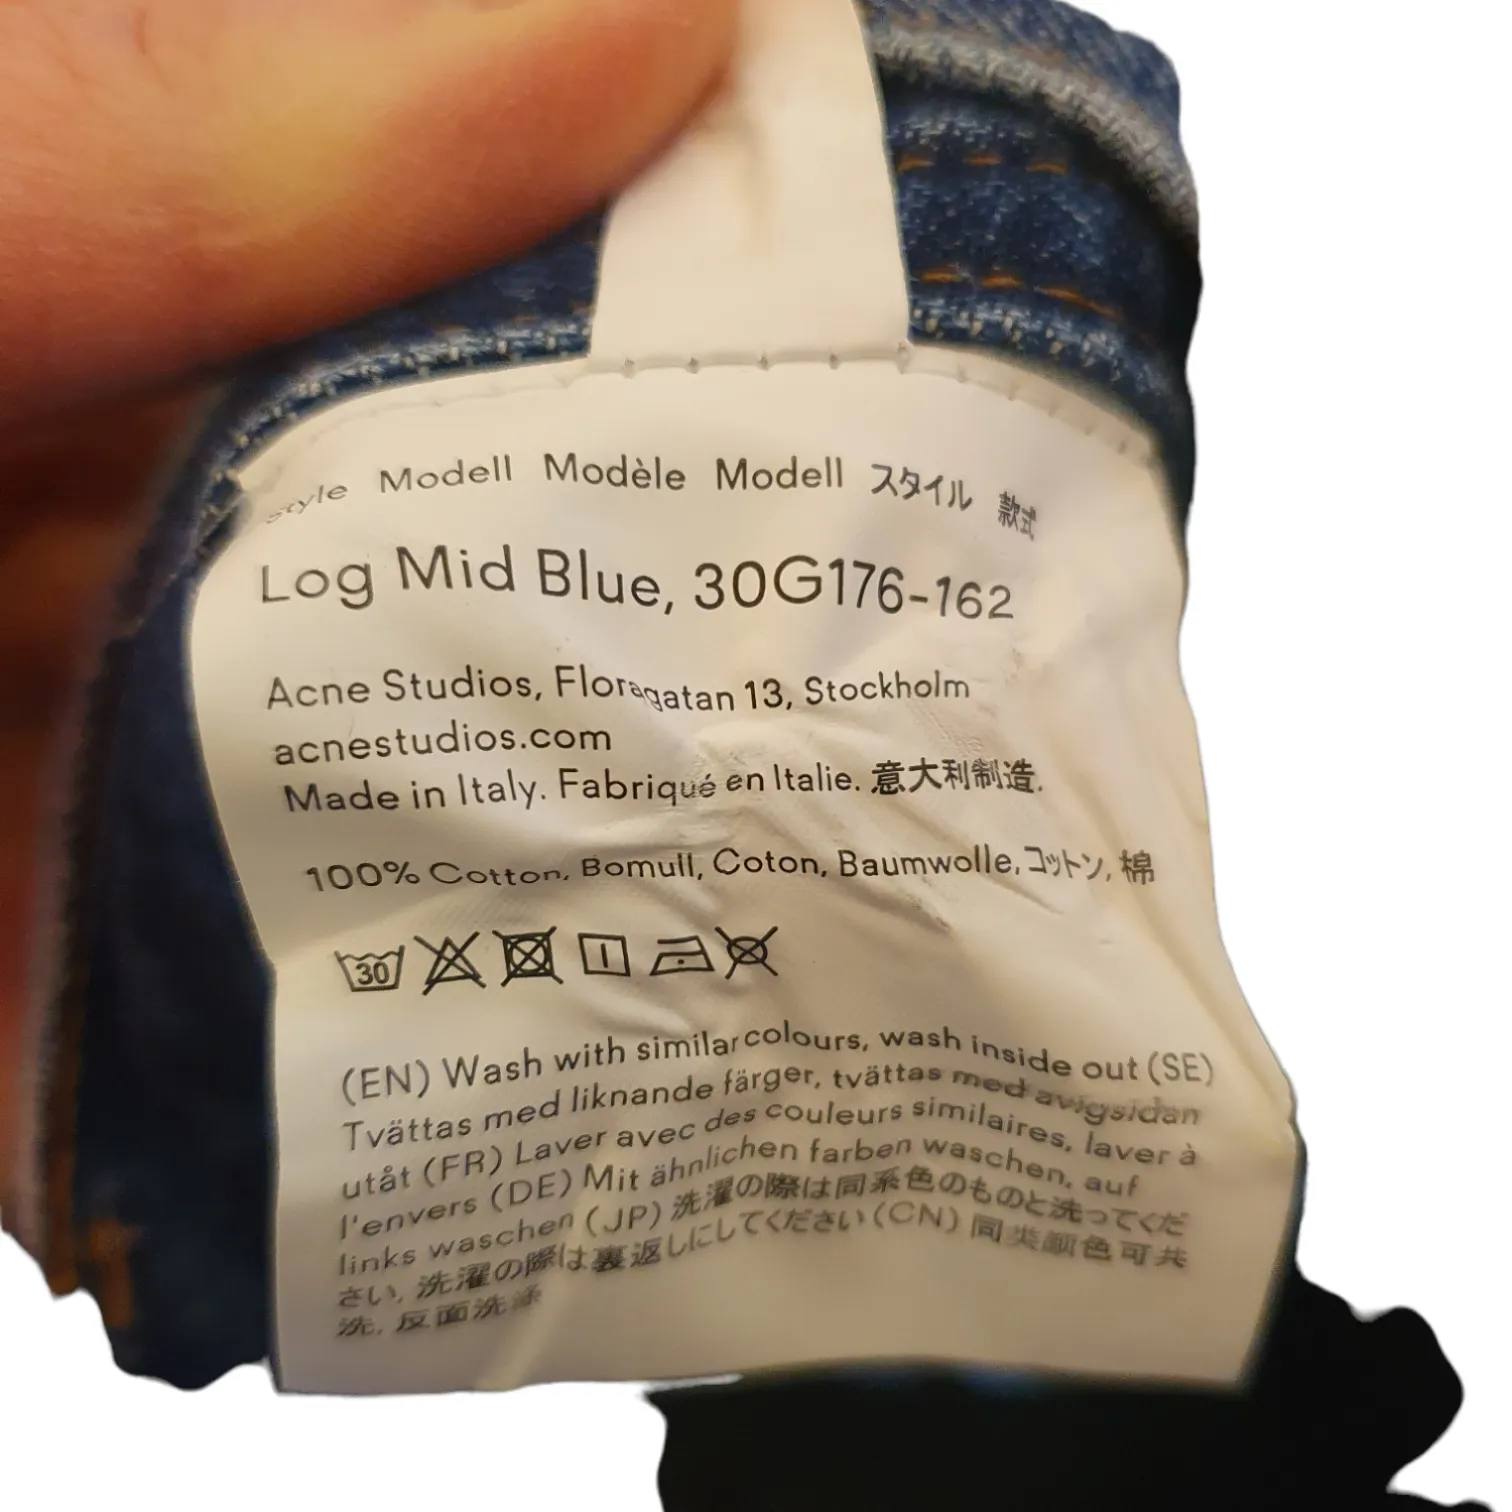 Style Modell Modèle Modell スタイル 款式
Log Mid Blue, 30G176-162
Acne Studios, Floragatan 13, Stockholm
acnestudios.com
Made in Italy. Fabriqué en Italie. 意大利制造.
100% Cotton, Bomull, Coton, Baumwolle, コットン, 棉
30
(EN) Wash with similar colours, wash inside out (SE)
Tvättas med liknande färger, tvättas med avigsidan
utåt (FR) Laver avec des couleurs similaires, laver à
l'envers (DE) Mit ähnlichen farben waschen, auf
links waschen (JP) 洗濯の際は同系色のものと洗ってくだ
さい, 洗濯の際は裏返しにしてください (CN) 同类颜色可共
洗, 反面洗涤